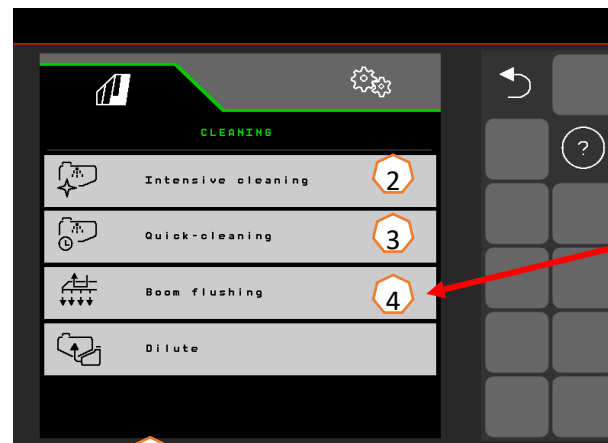 CLEANING
Intensive cleaning
2
Quick-cleaning
3
Boom flushing
4
Dilute
?